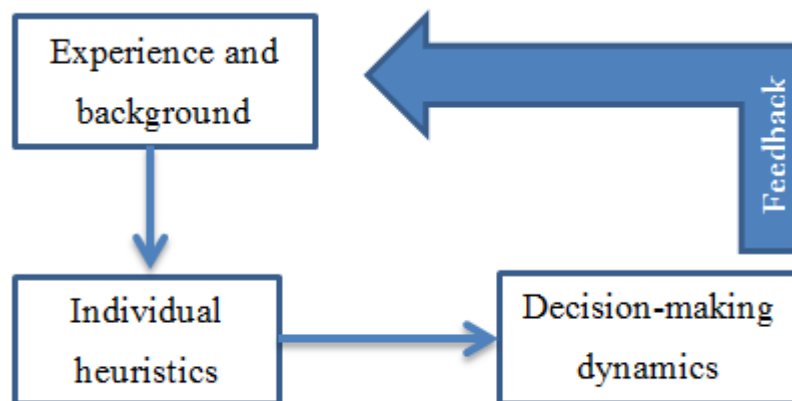 Experience and
background
Feedback
Individual
heuristics
Decision-making
dynamics